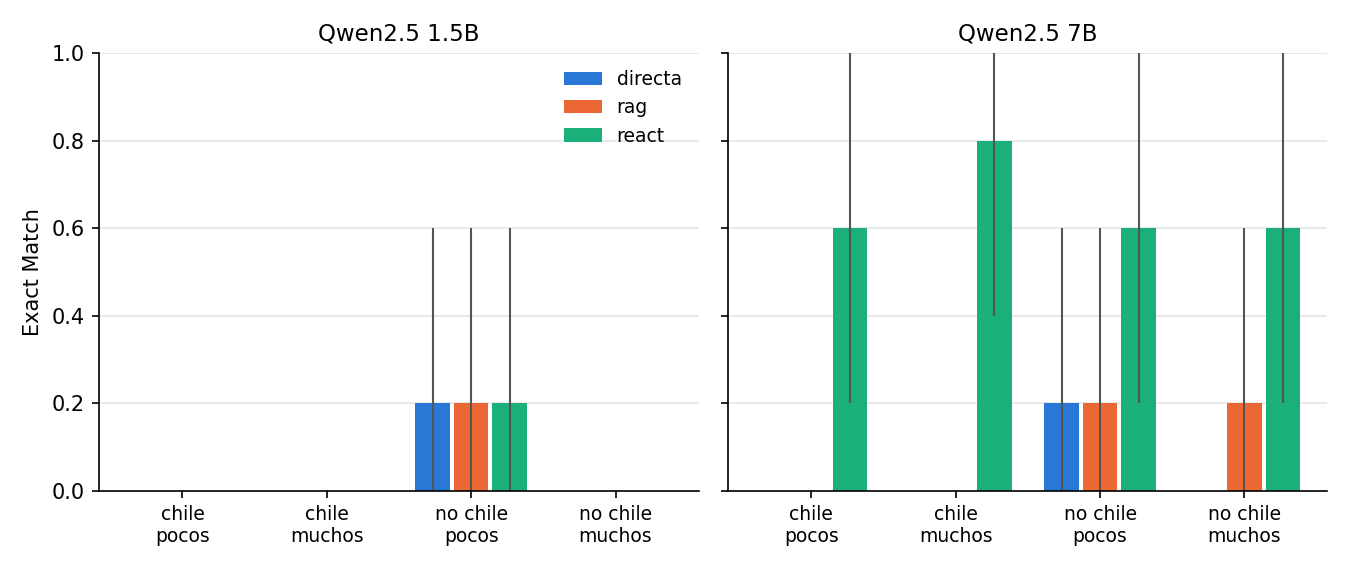 Qwen2.5 1.5B
Qwen2.5 7B
Exact Match
1.0
0.8
0.6
0.4
0.2
0.0
directa
rag
react
chile
pocos
chile
muchos
no chile
pocos
no chile
muchos
chile
pocos
chile
muchos
no chile
pocos
no chile
muchos